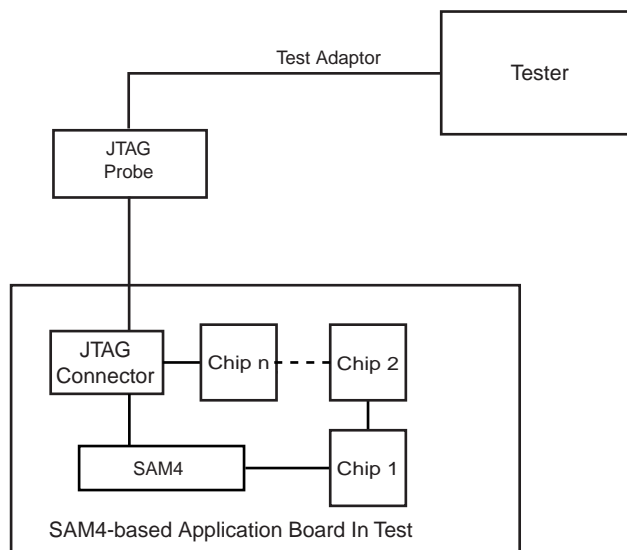 Test Adaptor
Tester
JTAG
Probe
JTAG
Connector
Chip n
Chip 2
SAM4
Chip 1
SAM4-based Application Board In Test